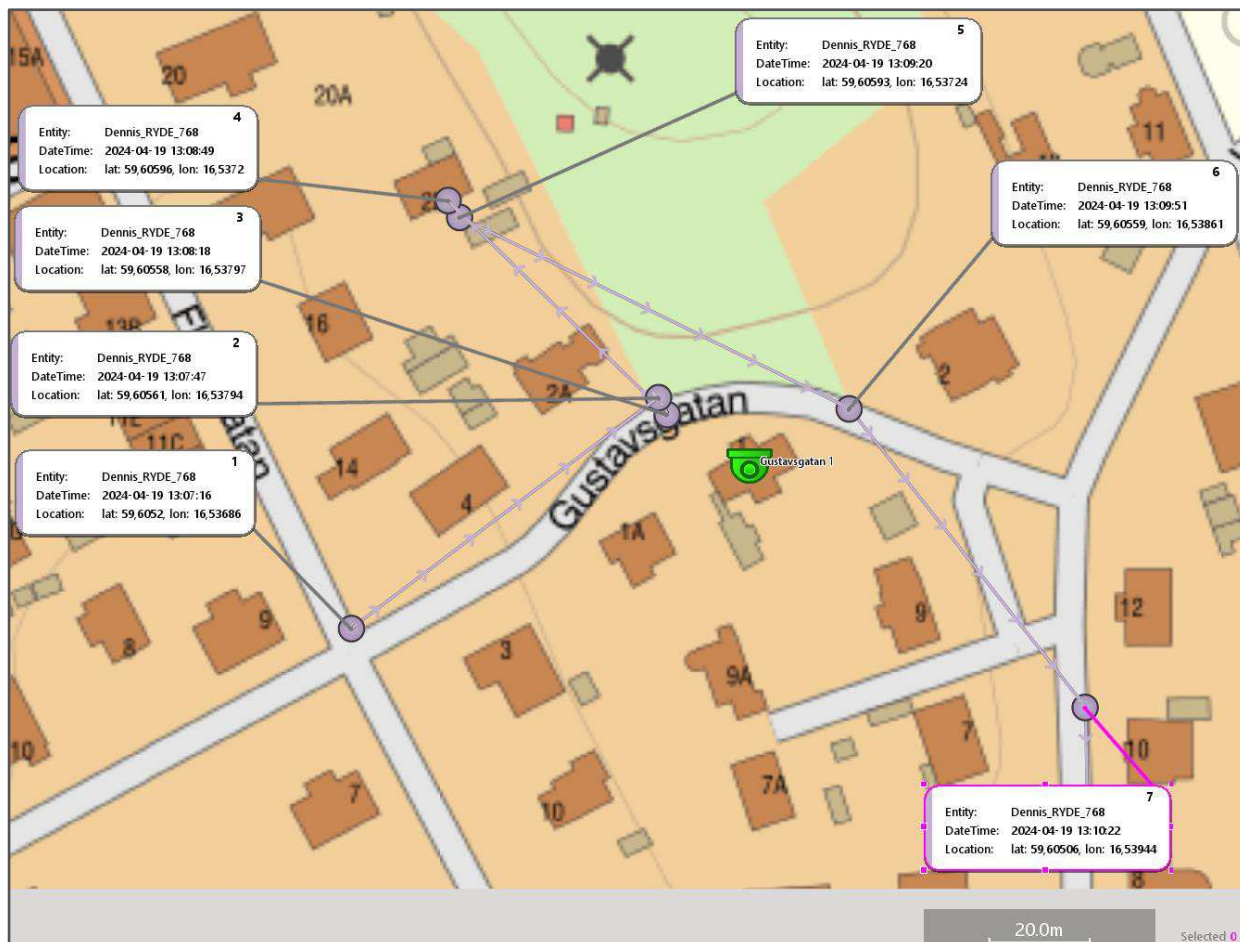 5
Entity: Dennis_RYDE_768
DateTime: 2024-04-19 13:09:20
Location: lat: 59,60593, lon: 16,53724
15A
20
20A
4
Entity: Dennis_RYDE_768
DateTime: 2024-04-19 13:08:49
Location: lat: 59,60596, lon: 16,5372
11
6
Entity: Dennis_RYDE_768
DateTime: 2024-04-19 13:09:51
Location: lat: 59,60559, lon: 16,53861
3
Entity: Dennis_RYDE_768
DateTime: 2024-04-19 13:08:18
Location: lat: 59,60558, lon: 16,53797
13B
16
2
Entity: Dennis_RYDE_768
DateTime: 2024-04-19 13:07:47
Location: lat: 59,60561, lon: 16,53794
2A
2
Gustavsgatan
11C
atan
14
4
Gustavsgatan 1
1
Entity: Dennis_RYDE_768
DateTime: 2024-04-19 13:07:16
Location: lat: 59,6052, lon: 16,53686
1A
8
9
9
12
3
9A
10
7
10
7A
7
10
7
Entity: Dennis_RYDE_768
DateTime: 2024-04-19 13:10:22
Location: lat: 59,60506, lon: 16,53944
8
20.0m
Selected 0